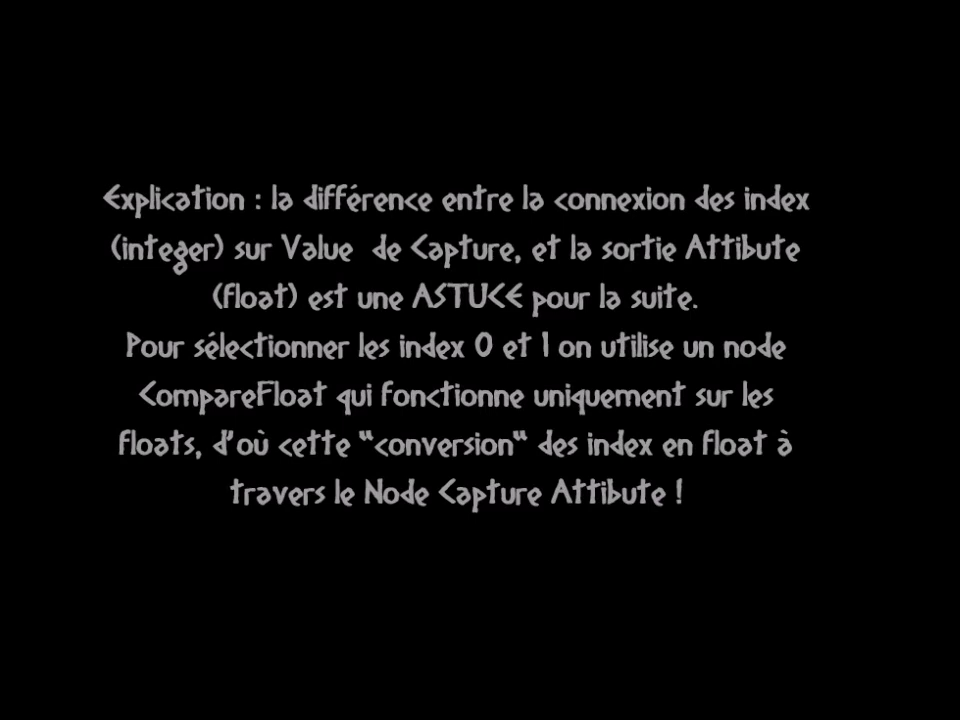 Explication : la différence entre la connexion des index
(integer) sur Value de Capture, et la sortie Attibute
(float) est une ASTUCE pour la suite.
Pour sélectionner les index 0 et 1 on utilise un node
CompareFloat qui fonctionne uniquement sur les
floats, d'où cette "conversion" des index en float à
travers le Node Capture Attibute !